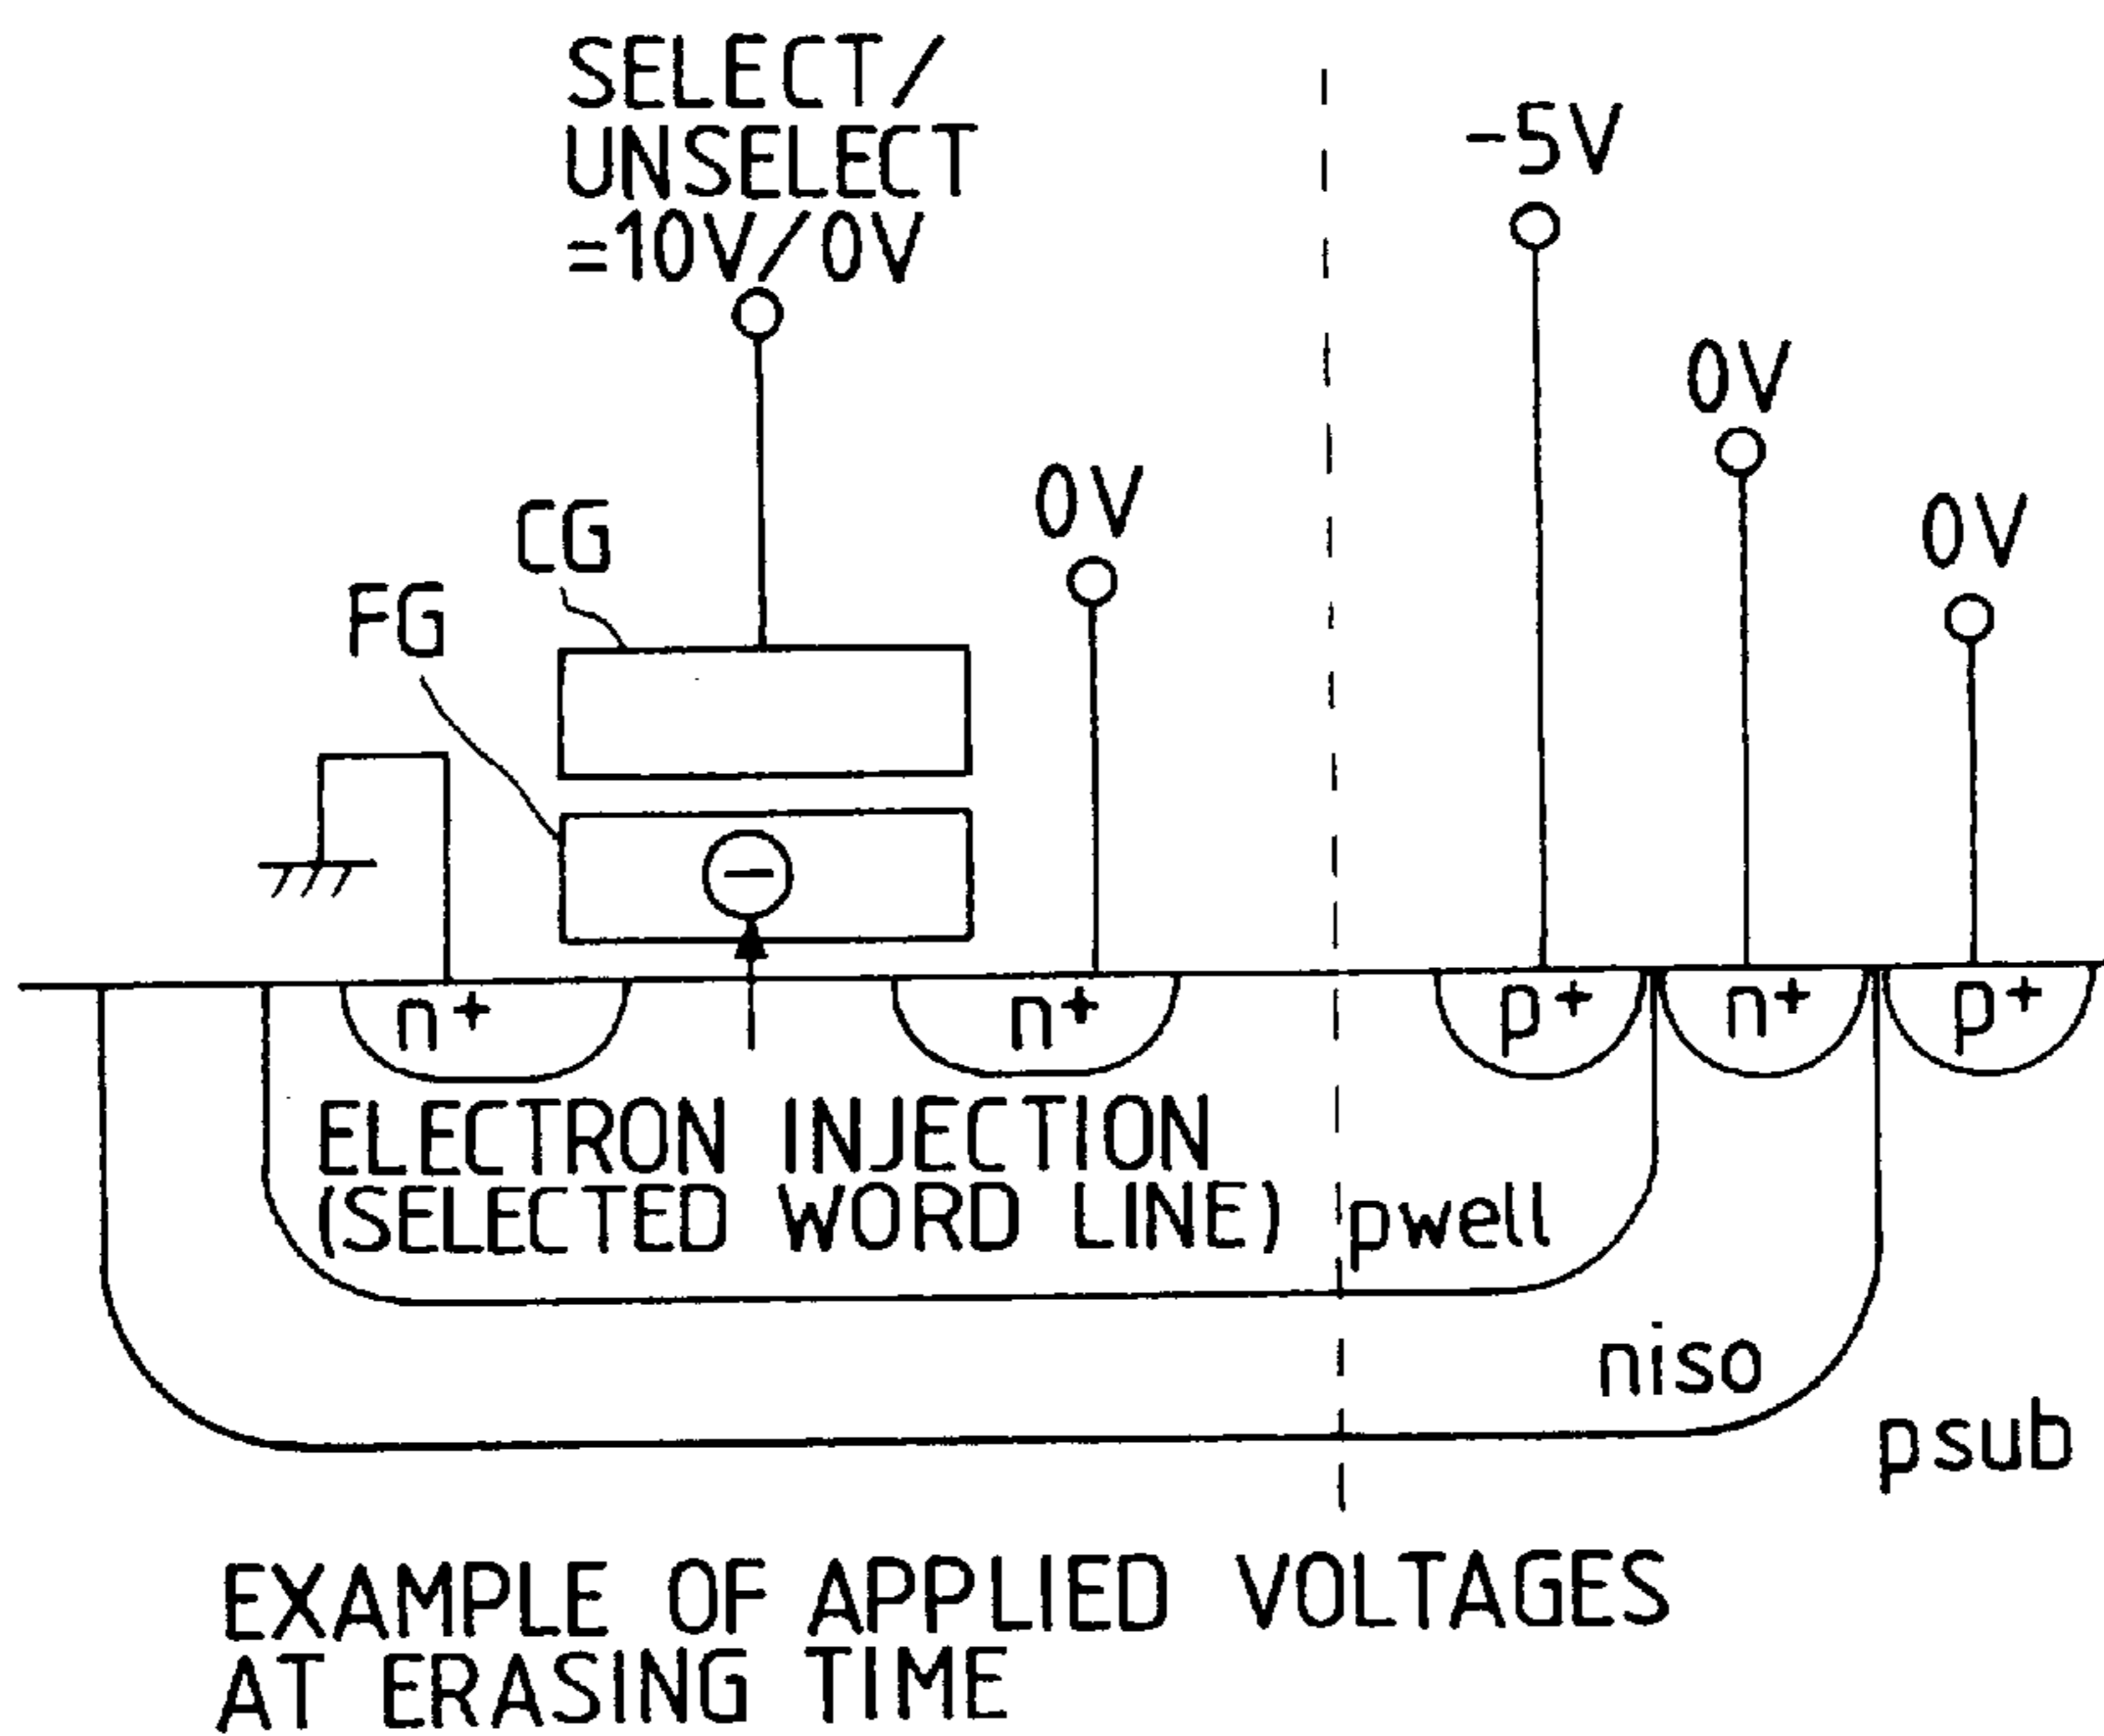 SELECT/
UNSELECT
=10V/0V
-5V
0V
0V
0V
CG
FG
n+
n+
p+
n+
p+
ELECTRON INJECTION
(SELECTED WORD LINE)
pwell
niso
psub
EXAMPLE OF APPLIED VOLTAGES
AT ERASING TIME